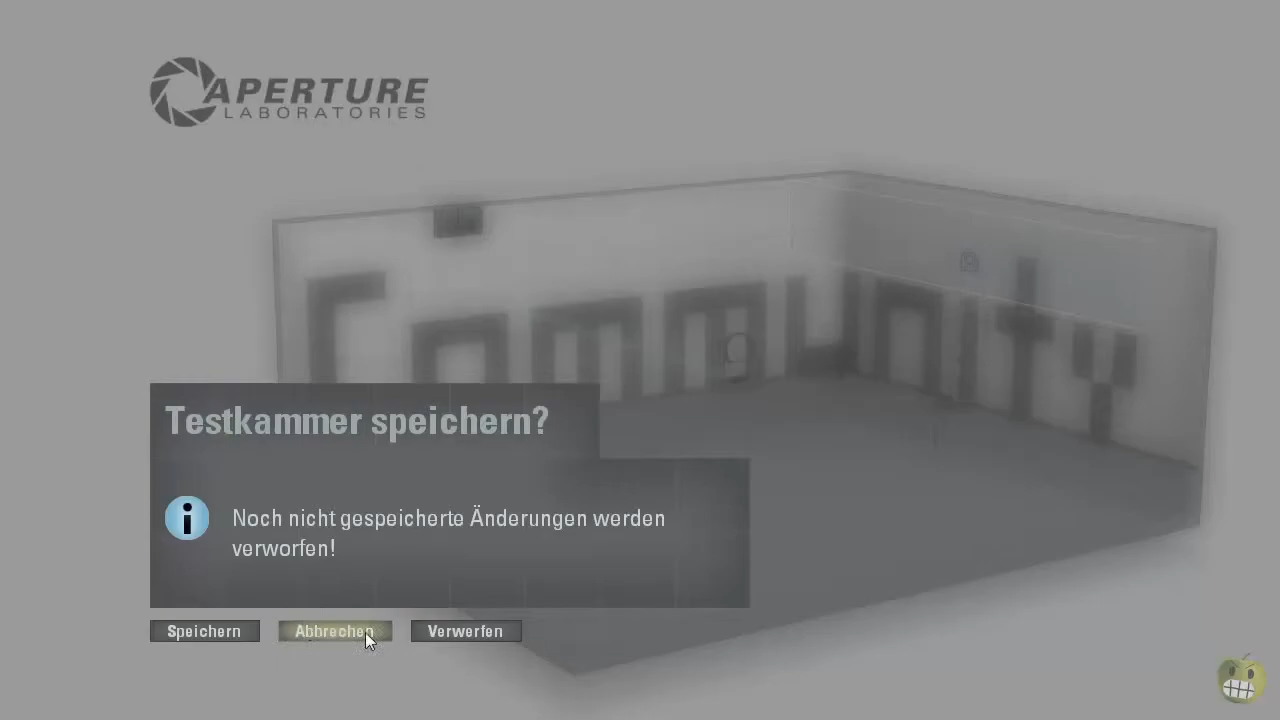 APERTURE
LABORATORIES
Community
Testkammer speichern?
Noch nicht gespeicherte Änderungen werden
verworfen!
Speichern Abbrechen Verwerfen